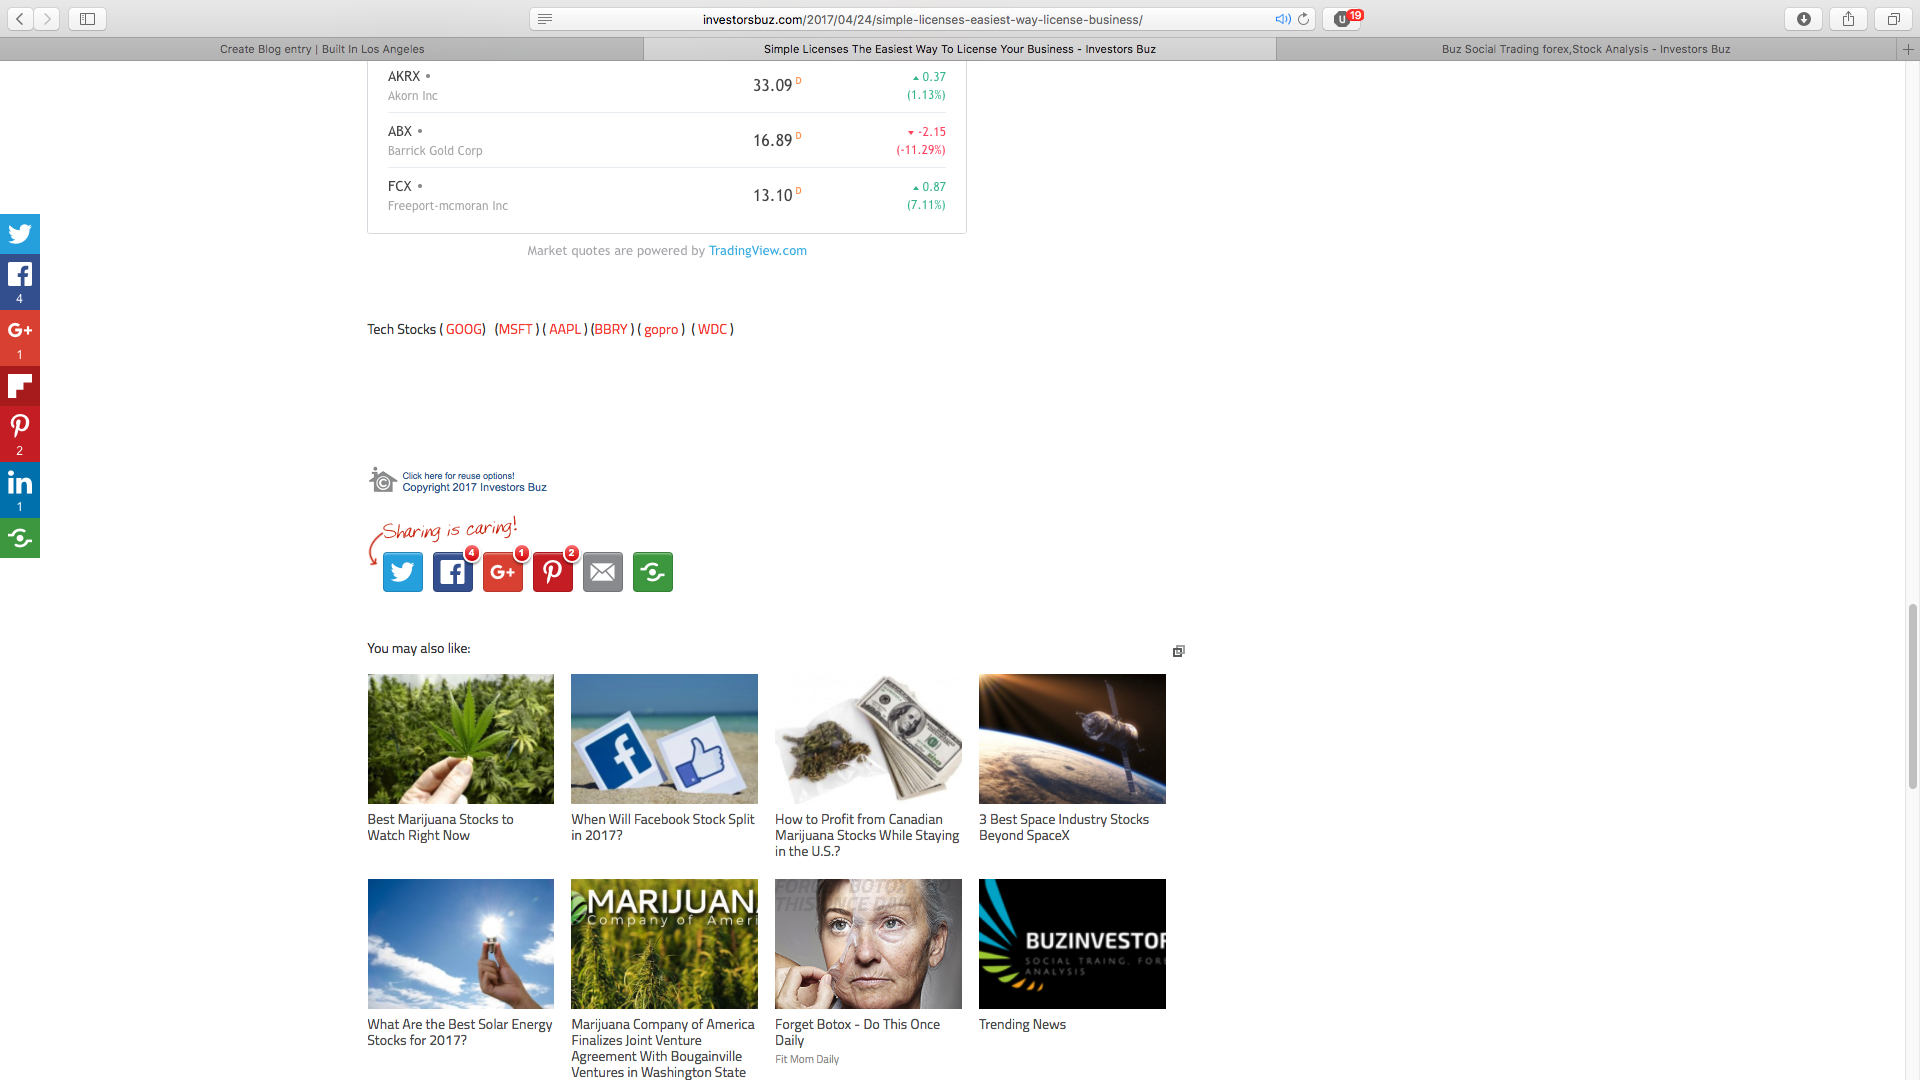 investorsbuz.com/2017/04/24/simple-licenses-easiest-way-license-business/
19
Create Blog entry | Built In Los Angeles
Simple Licenses The Easiest Way To License Your Business - Investors Buz
Buz Social Trading forex,Stock Analysis - Investors Buz
AKRX •
33.09 D
0.37
Akorn Inc
(1.13%)
ABX •
16.89 D
-2.15
Barrick Gold Corp
(-11.29%)
FCX •
13.10 D
0.87
Freeport-mcmoran Inc
(7.11%)
4
G+
1
2
in
1
Market quotes are powered by TradingView.com
Tech Stocks ( GOOG) (MSFT ) ( AAPL ) (BBRY ) ( gopro ) ( WDC )
Click here for reuse options!
Copyright 2017 Investors Buz
Sharing is caring!
4
1
2
G+
You may also like:
Best Marijuana Stocks to
Watch Right Now
When Will Facebook Stock Split
in 2017?
How to Profit from Canadian
Marijuana Stocks While Staying
in the U.S.?
3 Best Space Industry Stocks
Beyond SpaceX
What Are the Best Solar Energy
Stocks for 2017?
MARIJUAN
Company of Ameri
Marijuana Company of America
Finalizes Joint Venture
Agreement With Bougainville
Ventures in Washington State
Forget Botox - Do This Once
Daily
Fit Mom Daily
BUZINVESTOR
SOCIAL TRAING. FORE
ANALYSIS
Trending News